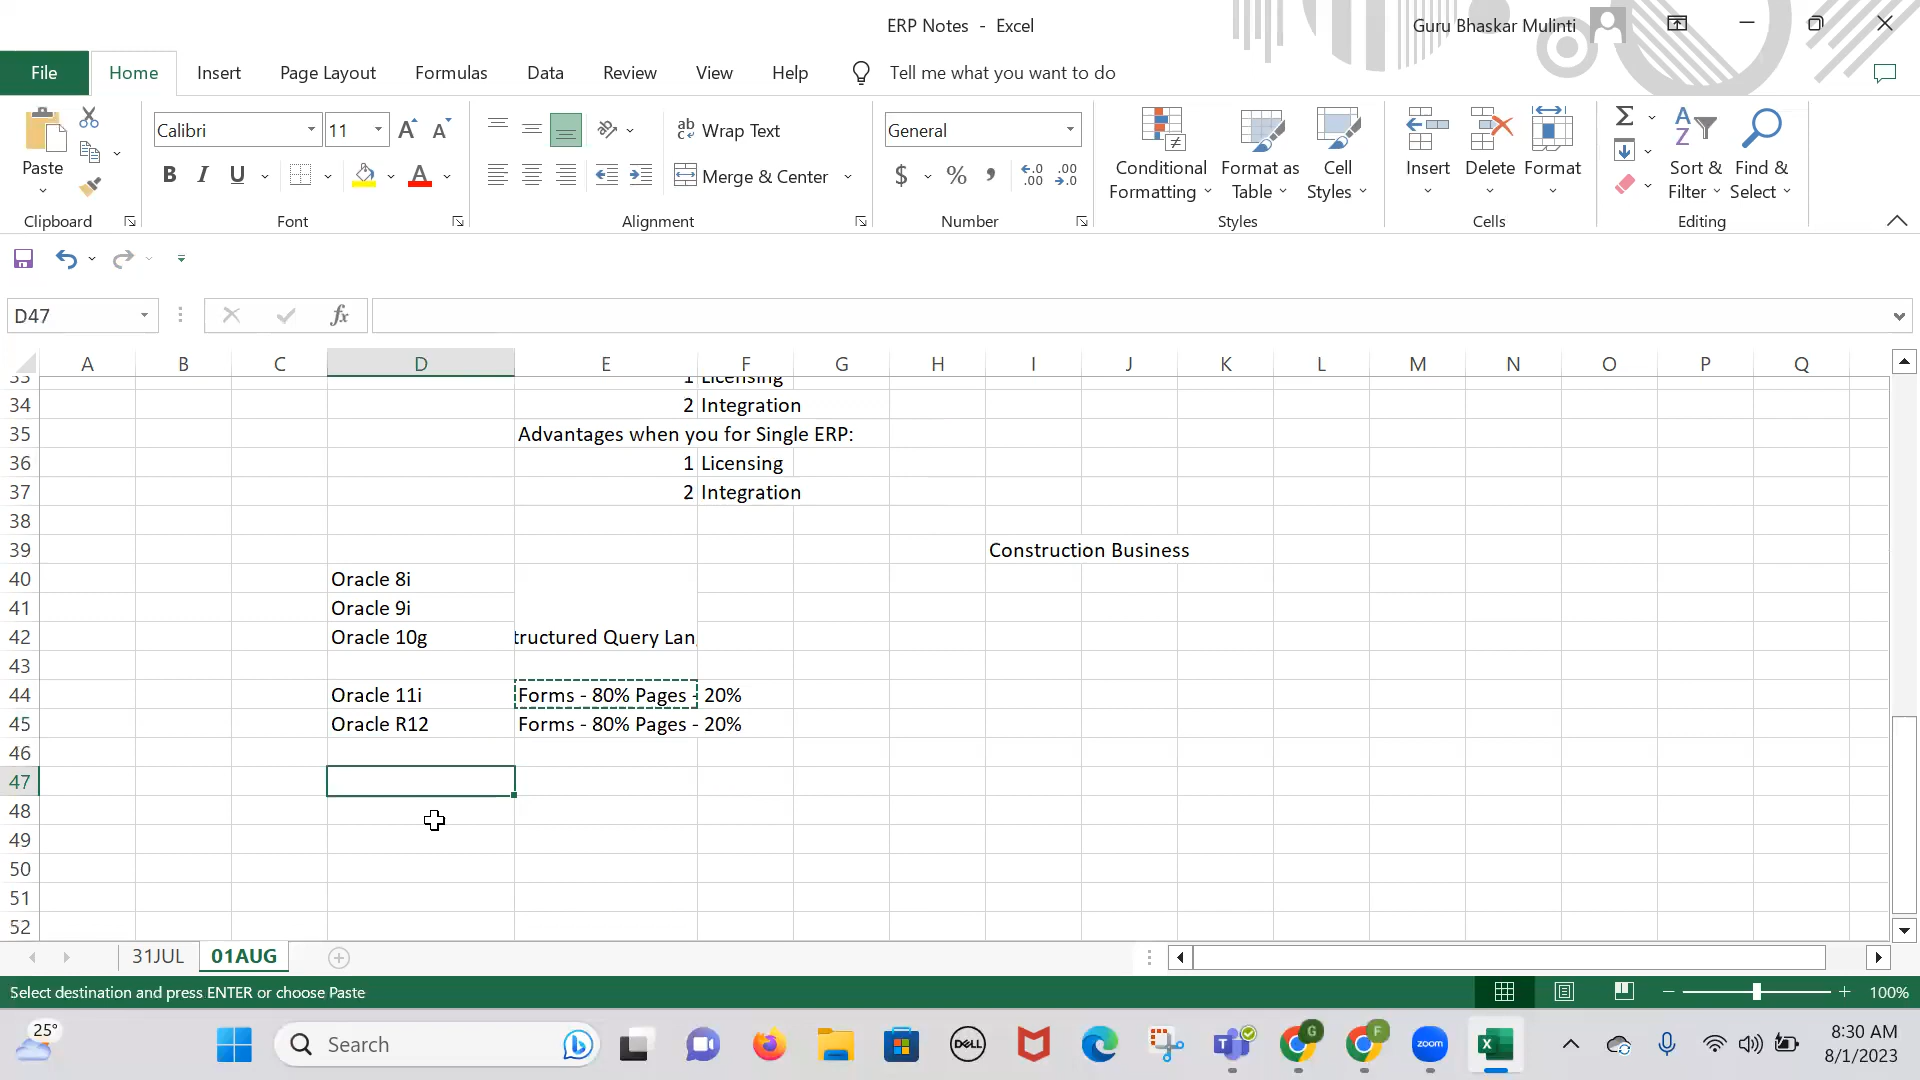 ERP Notes - Excel
Guru Bhaskar Mulinti
File Home Insert Page Layout Formulas Data Review View Help Tell me what you want to do
Paste
Clipboard
Calibri 11
B I U A
Font
ab Wrap Text
Merge & Center
Alignment
General
$ % ,
Number
Conditional Formatting
Format as Table
Cell Styles
Styles
Insert Delete Format
Cells
Sort & Filter
Find & Select
Editing
D47 fx
A B C D E F G H I J K L M N O P Q
33 1 Licensing
34 2 Integration
35 Advantages when you for Single ERP:
36 1 Licensing
37 2 Integration
38
39 Construction Business
40 Oracle 8i
41 Oracle 9i
42 Oracle 10g tructured Query Lan
43
44 Oracle 11i Forms - 80% Pages - 20%
45 Oracle R12 Forms - 80% Pages - 20%
46
47
48
49
50
51
52
31JUL 01AUG
Select destination and press ENTER or choose Paste
100%
25°
Search
DELL
zoom
8:30 AM
8/1/2023